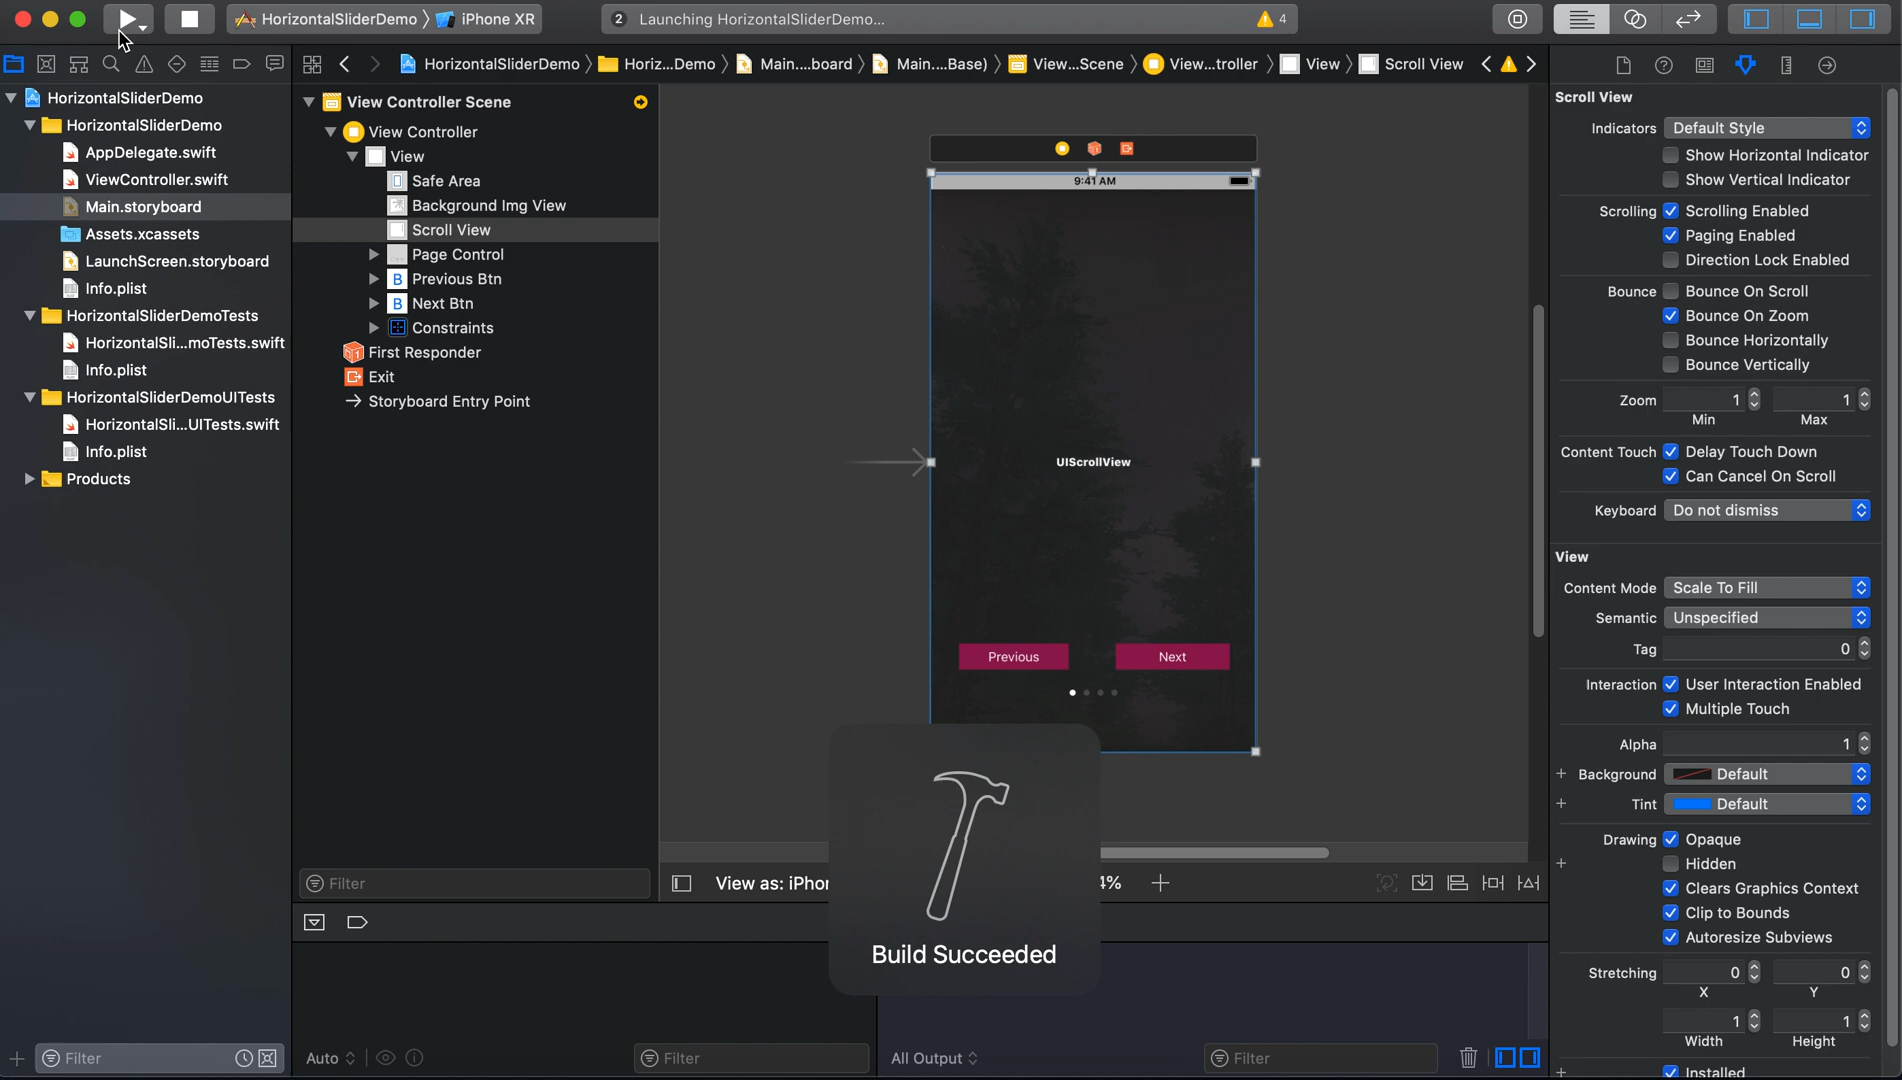 HorizontalSliderDemo
iPhone XR
2
Launching HorizontalSliderDemo...
4
HorizontalSliderDemo
Horiz...Demo
Main....board
Main....Base)
View...Scene
View...troller
View
Scroll View
HorizontalSliderDemo
HorizontalSliderDemo
AppDelegate.swift
ViewController.swift
Main.storyboard
Assets.xcassets
LaunchScreen.storyboard
Info.plist
HorizontalSliderDemoTests
HorizontalSli...moTests.swift
Info.plist
HorizontalSliderDemoUITests
HorizontalSli...UITests.swift
Info.plist
Products
Filter
View Controller Scene
View Controller
View
Safe Area
Background Img View
Scroll View
Page Control
B Previous Btn
B Next Btn
Constraints
First Responder
Exit
Storyboard Entry Point
Filter
9:41 AM
UIScrollView
Previous
Next
View as: iPhor
4%
Build Succeeded
Auto
Filter
All Output
Filter
Scroll View
Indicators Default Style
Show Horizontal Indicator
Show Vertical Indicator
Scrolling Scrolling Enabled
Paging Enabled
Direction Lock Enabled
Bounce Bounce On Scroll
Bounce On Zoom
Bounce Horizontally
Bounce Vertically
Zoom 1 1
Min Max
Content Touch Delay Touch Down
Can Cancel On Scroll
Keyboard Do not dismiss
View
Content Mode Scale To Fill
Semantic Unspecified
Tag 0
Interaction User Interaction Enabled
Multiple Touch
Alpha 1
Background Default
Tint Default
Drawing Opaque
Hidden
Clears Graphics Context
Clip to Bounds
Autoresize Subviews
Stretching 0 0
X Y
1 1
Width Height
Installed